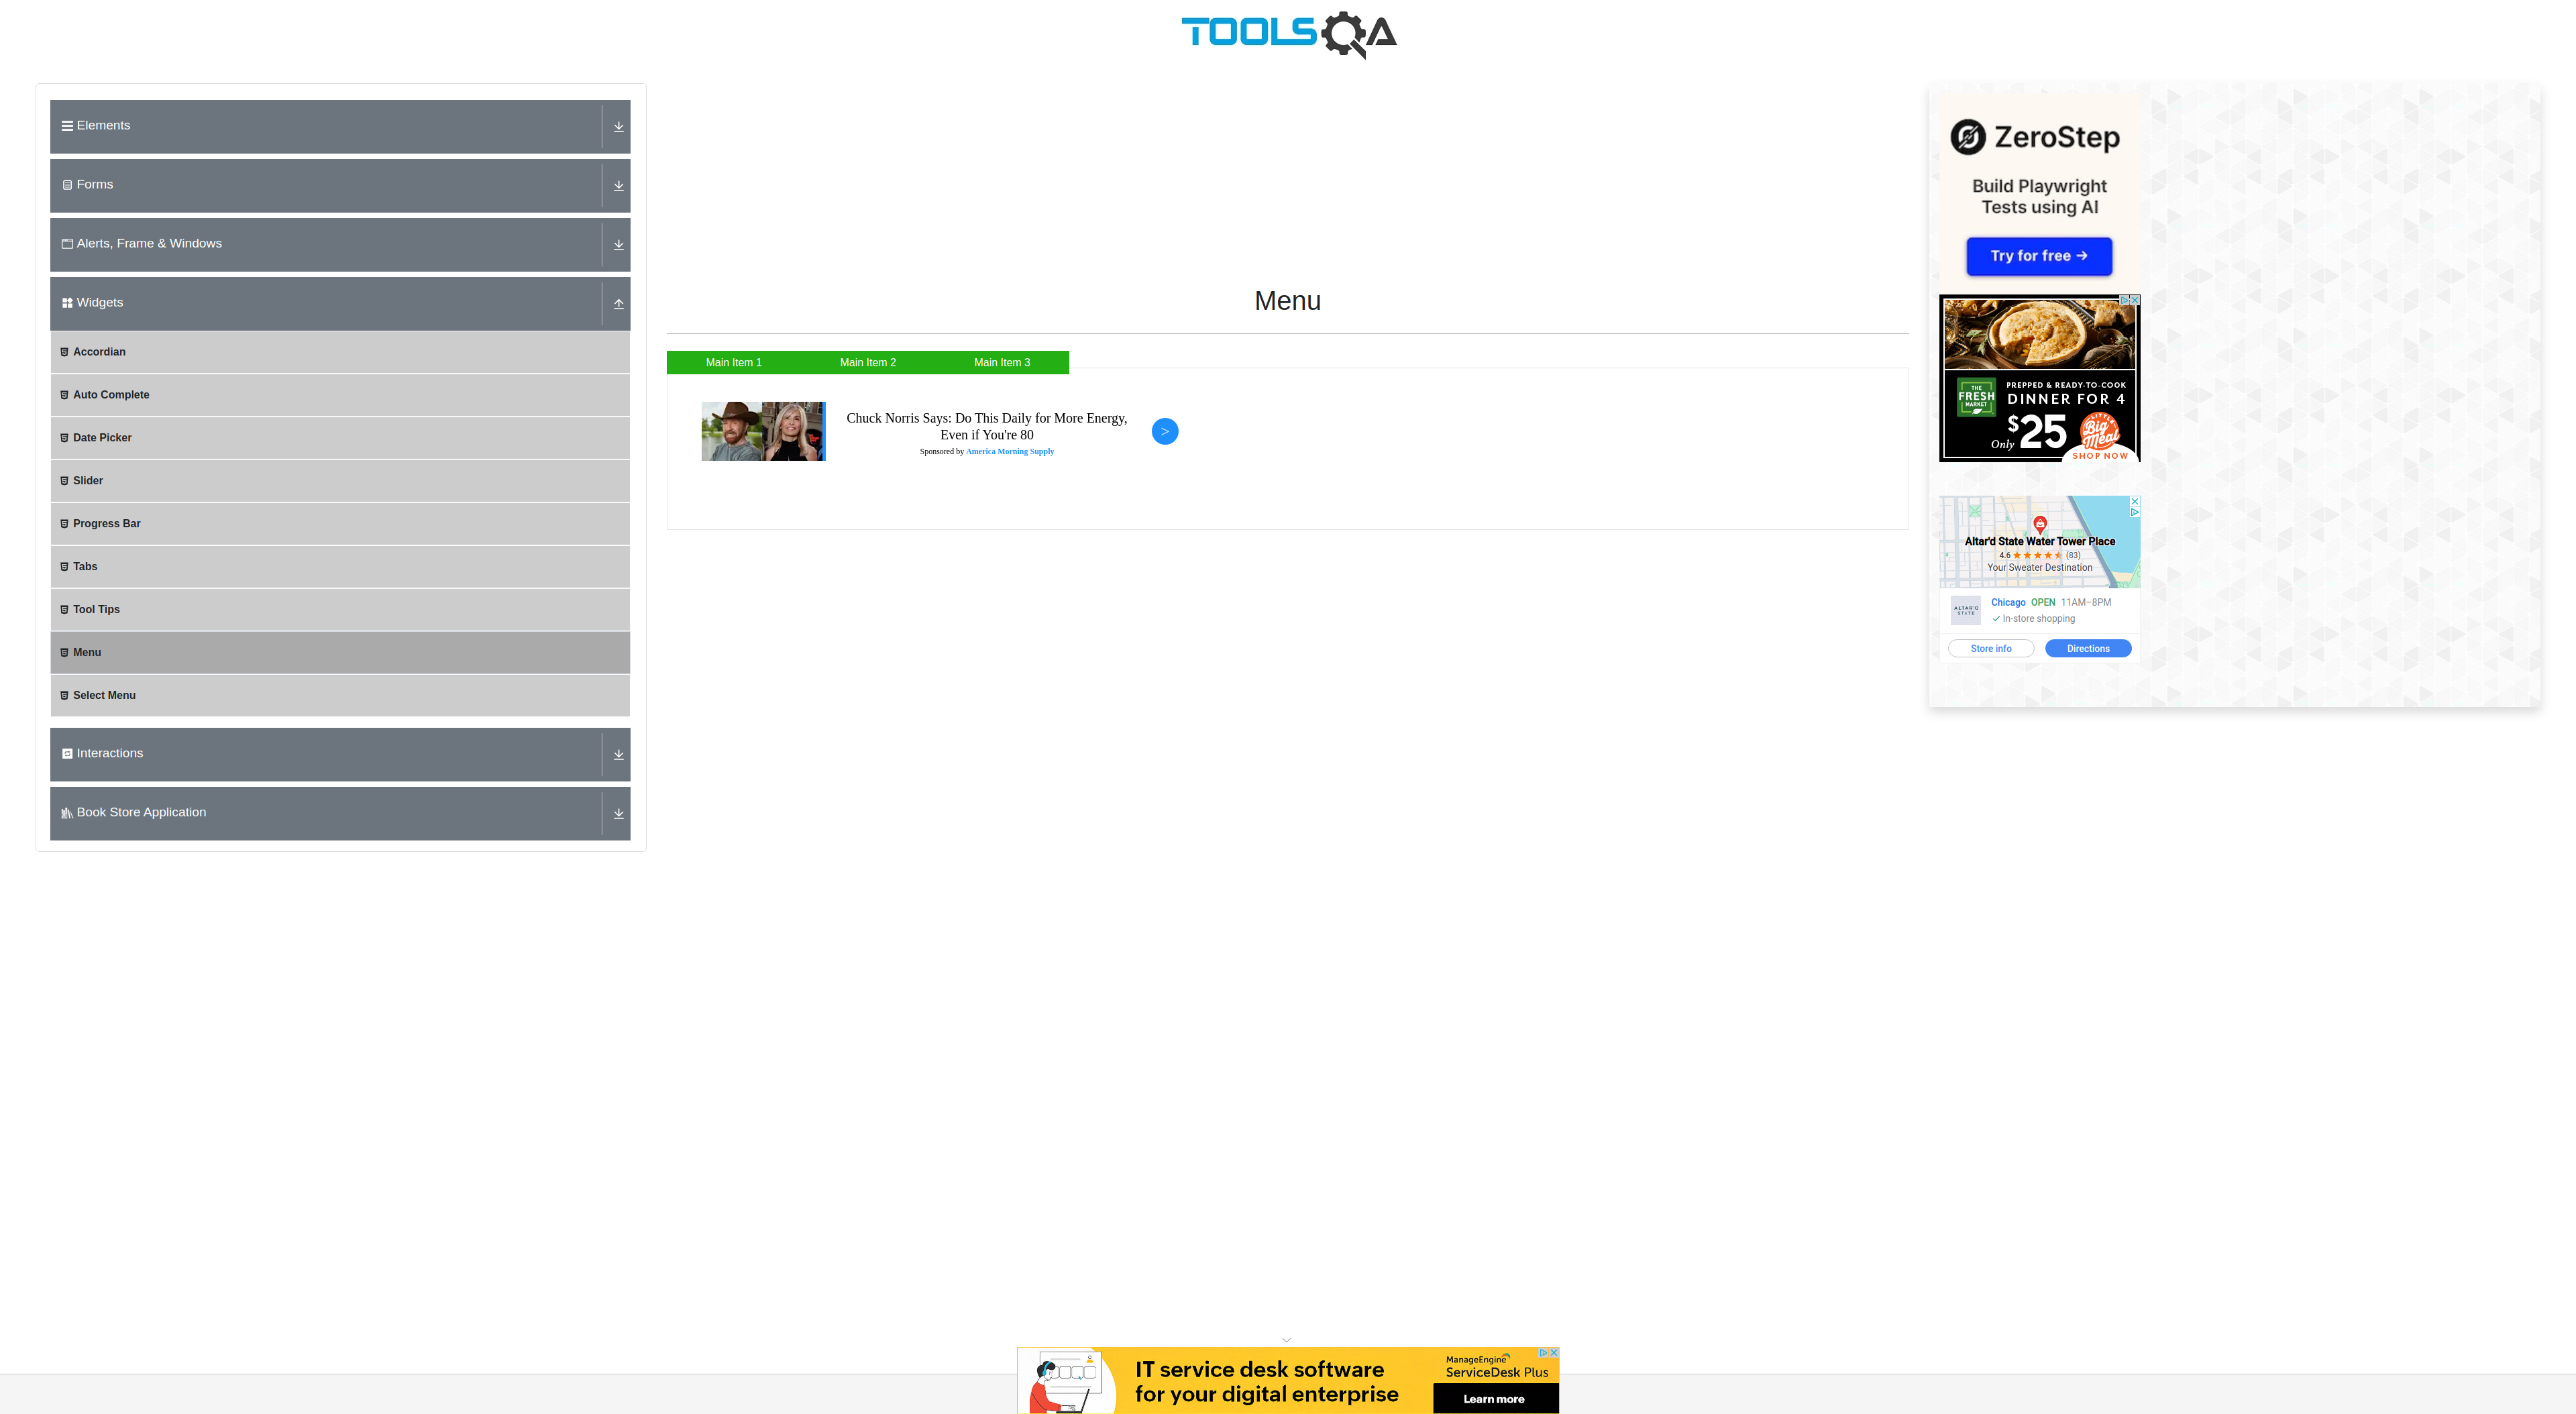 TOOLSQA
Elements
Forms
Alerts, Frame & Windows
Widgets
Accordian
Auto Complete
Date Picker
Slider
Progress Bar
Tabs
Tool Tips
Menu
Select Menu
Interactions
Book Store Application
Menu
Main Item 1
Main Item 2
Main Item 3
Chuck Norris Says: Do This Daily for More Energy,
Even if You're 80
Sponsored by America Morning Supply
>
ZeroStep
Build Playwright
Tests using AI
Try for free →
THE
FRESH
MARKET
PREPPED & READY-TO-COOK
DINNER FOR 4
Only $25
LITTLE
Big
Meal
SHOP NOW
Altar'd State Water Tower Place
4.6 ★★★★★ (83)
Your Sweater Destination
ALTAR'D
STATE
Chicago OPEN 11AM–8PM
✓ In-store shopping
Store info
Directions
IT service desk software
for your digital enterprise
ManageEngine
ServiceDesk Plus
Learn more